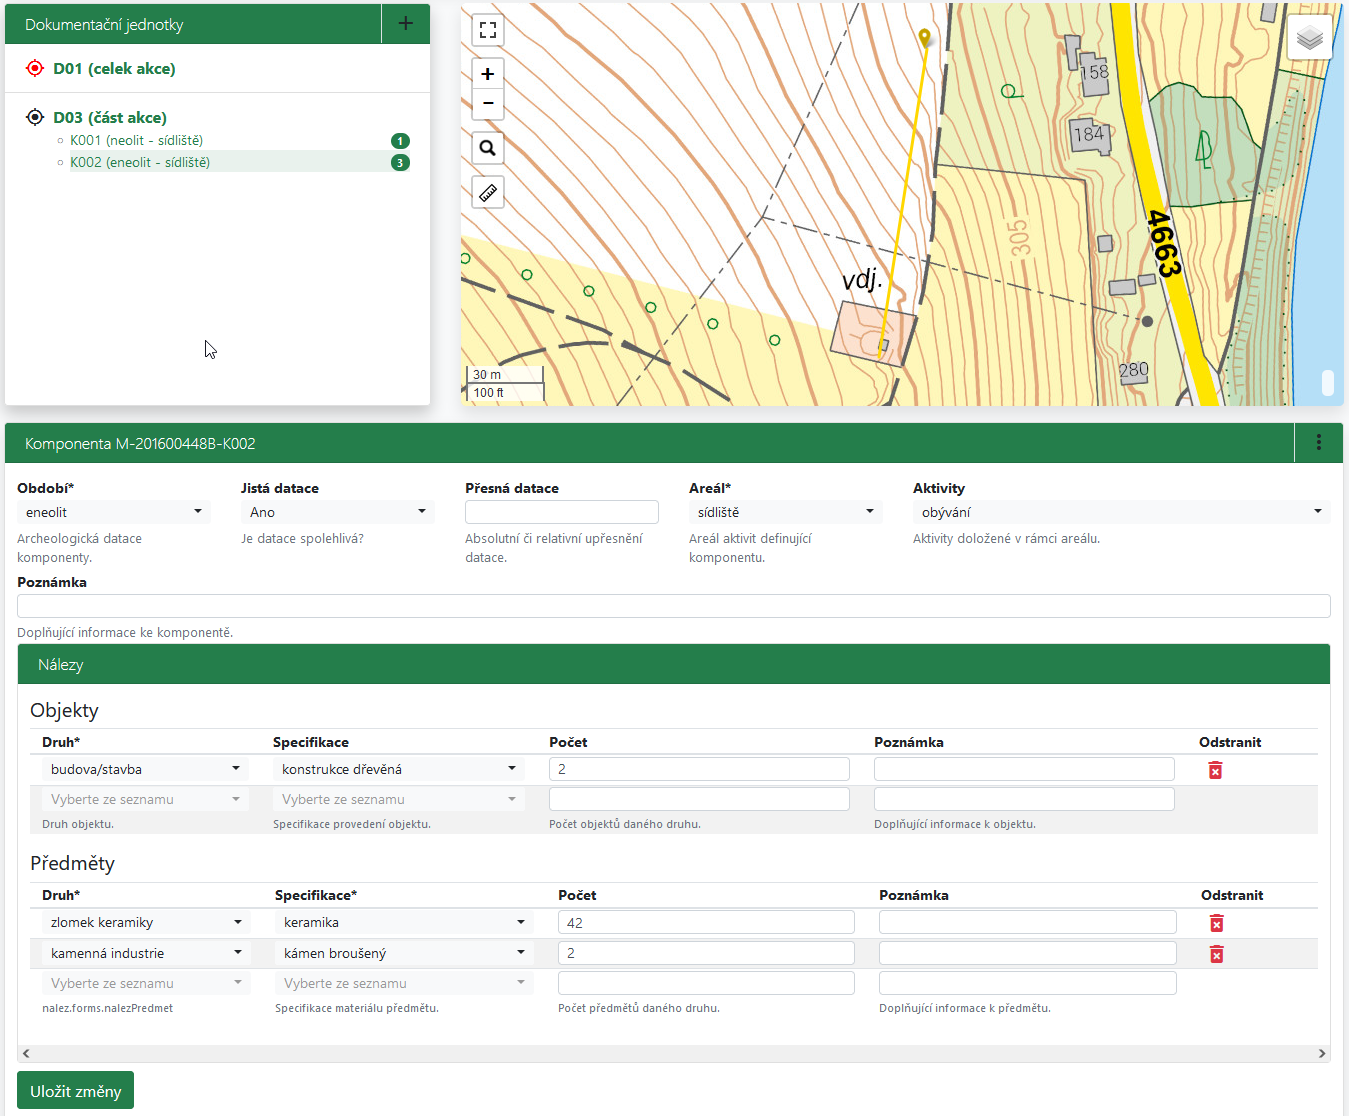 Dokumentační jednotky
D01 (celek akce)
D03 (část akce)
K001 (neolit - sídliště) 1
K002 (eneolit - sídliště) 3
158
184
4663
305
vdj.
280
30 m
100 ft
Komponenta M-201600448B-K002
Období* Jistá datace Přesná datace Areál* Aktivity
eneolit Ano sídliště obývání
Archeologická datace komponenty. Je datace spolehlivá? Absolutní či relativní upřesnění datace. Areál aktivit definující komponentu. Aktivity doložené v rámci areálu.
Poznámka
Doplňující informace ke komponentě.
Nálezy
Objekty
Druh* Specifikace Počet Poznámka Odstranit
budova/stavba konstrukce dřevěná 2
Vyberte ze seznamu Vyberte ze seznamu
Druh objektu. Specifikace provedení objektu. Počet objektů daného druhu. Doplňující informace k objektu.
Předměty
Druh* Specifikace* Počet Poznámka Odstranit
zlomek keramiky keramika 42
kamenná industrie kámen broušený 2
Vyberte ze seznamu Vyberte ze seznamu
nalez.forms.nalezPredmet Specifikace materiálu předmětu. Počet předmětů daného druhu. Doplňující informace k předmětu.
Uložit změny